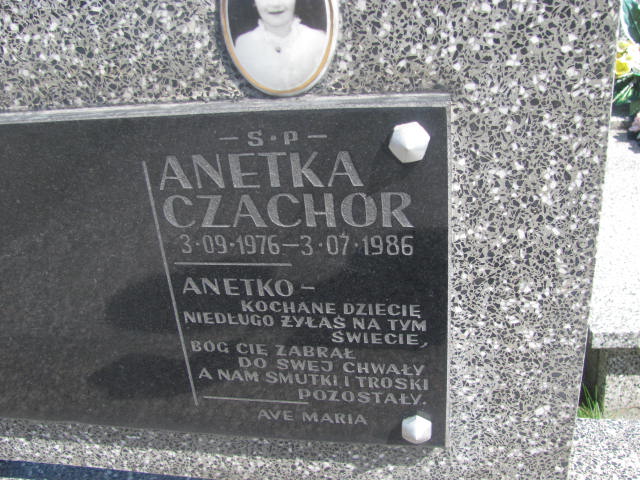 — Ś · P —
ANETKA
CZACHOR
3·09·1976 — 3·07·1986
ANETKO —
KOCHANE DZIECIĘ
NIEDŁUGO ŻYŁAŚ NA TYM
ŚWIECIE,
BÓG CIĘ ZABRAŁ
DO SWEJ CHWAŁY
A NAM SMUTKI I TROSKI
POZOSTAŁY.
AVE MARIA